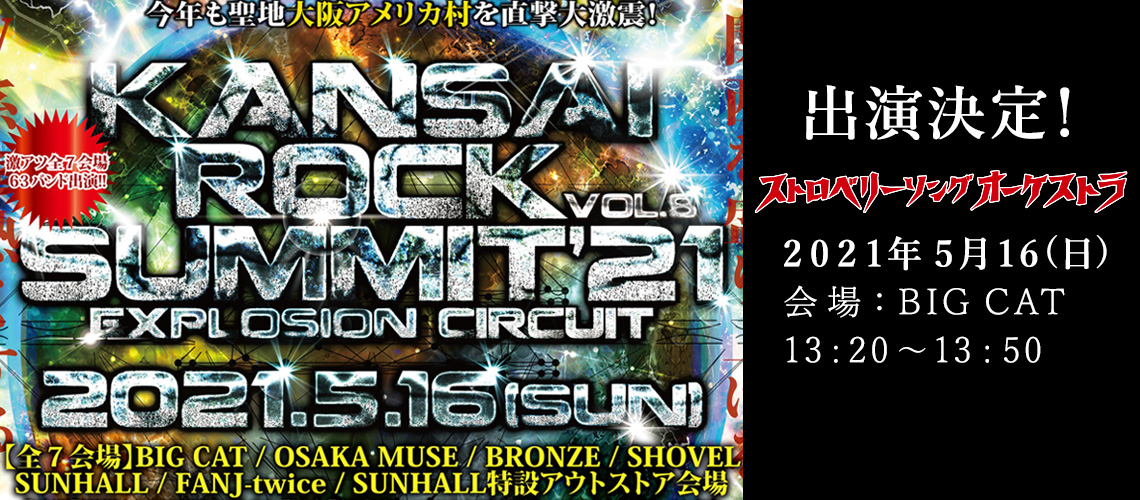 今年も聖地大阪アメリカ村を直撃大激震!
KANSAI
ROCK VOL.8
SUMMIT'21
EXPLOSION CIRCUIT
激アツ全7会場
63バンド出演!!
2021.5.16(SUN)
【全7会場】BIG CAT / OSAKA MUSE / BRONZE / SHOVEL
SUNHALL / FANJ-twice / SUNHALL特設アウトストア会場
出演決定!
ストロベリーソングオーケストラ
2021年5月16(日)
会場:BIG CAT
13:20～13:50